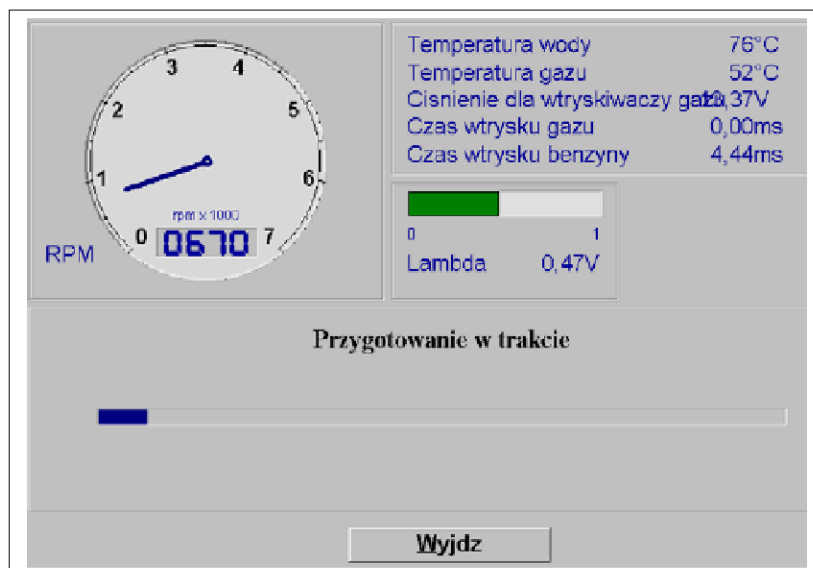 3 4
2 5
1 6
rpm x 1000
0 0670 7
RPM
Temperatura wody 76°C
Temperatura gazu 52°C
Cisnienie dla wtryskiwaczy gazu
Czas wtrysku gazu 0,00ms
Czas wtrysku benzyny 4,44ms
0 1
Lambda 0,47V
Przygotowanie w trakcie
Wyjdz